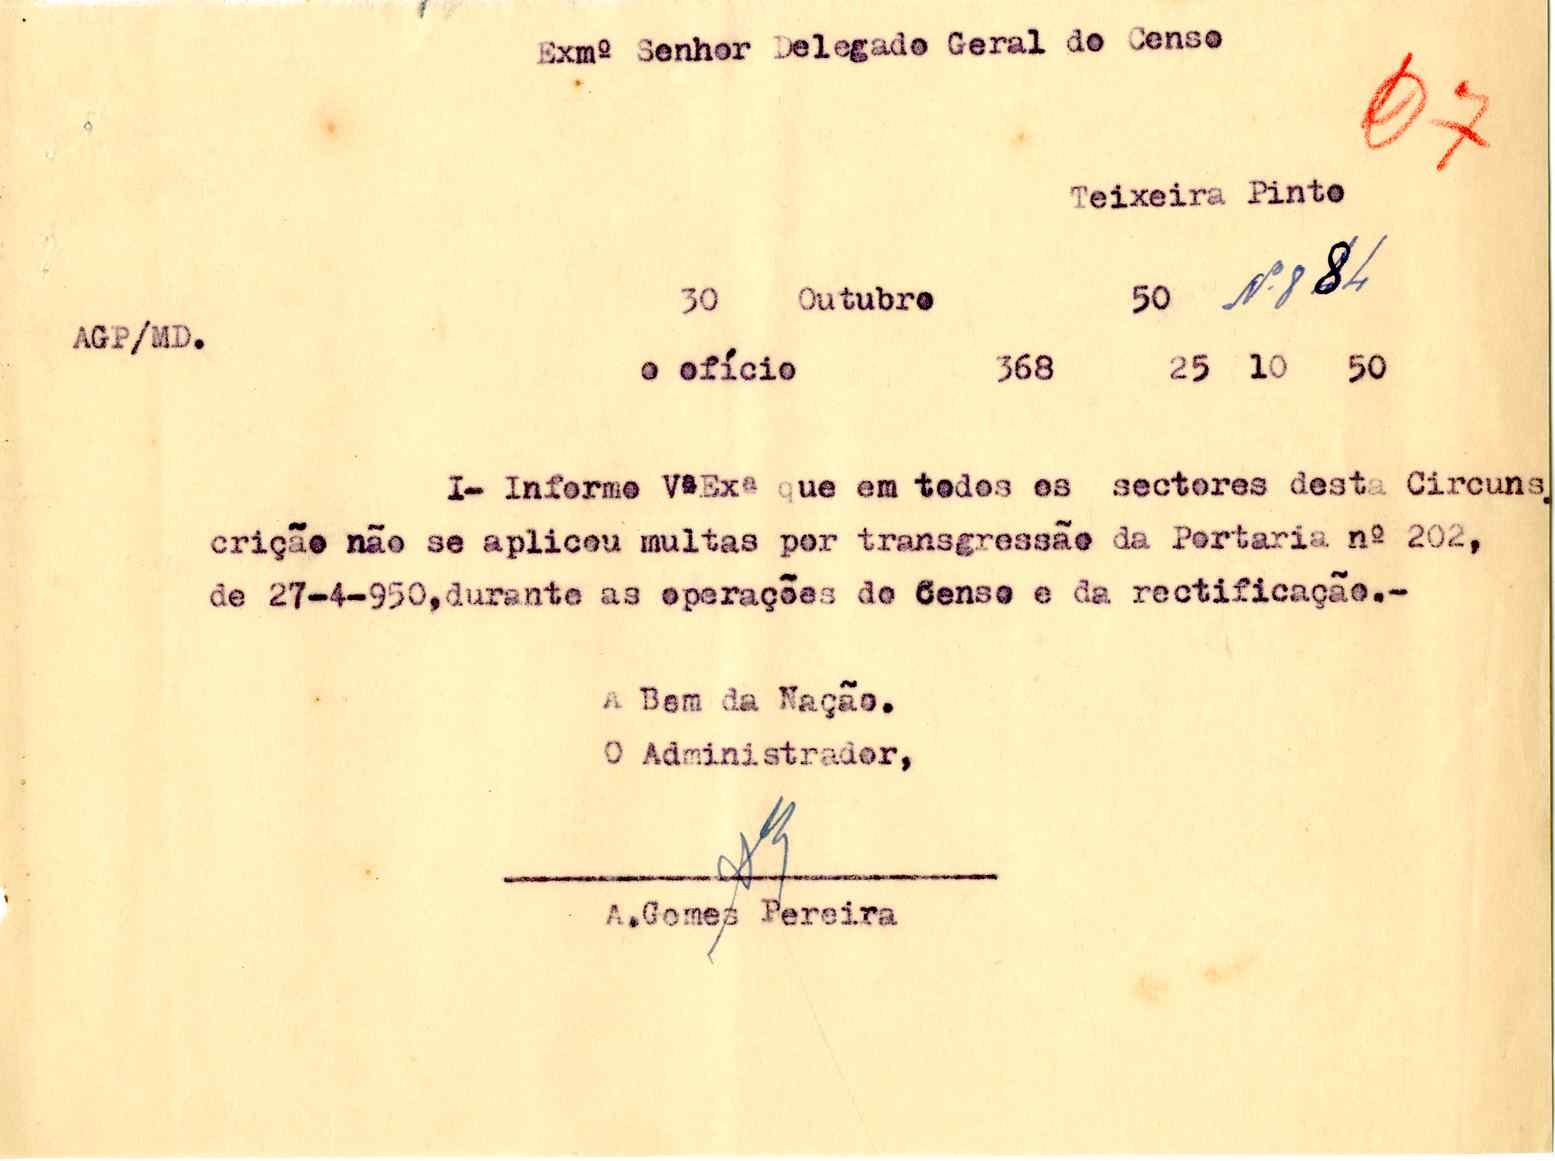 Exmº Senhor Delegado Geral do Censo
07
Teixeira Pinto
30 Outubro 50 Nº 884
AGP/MD.
o ofício 368 25 10 50
I- Informo VªExª que em todos os sectores desta Circuns
crição não se aplicou multas por transgressão da Portaria nº 202,
de 27-4-950,durante as operações do Censo e da rectificação.-
A Bem da Nação.
O Administrador,
A.Gomes Pereira